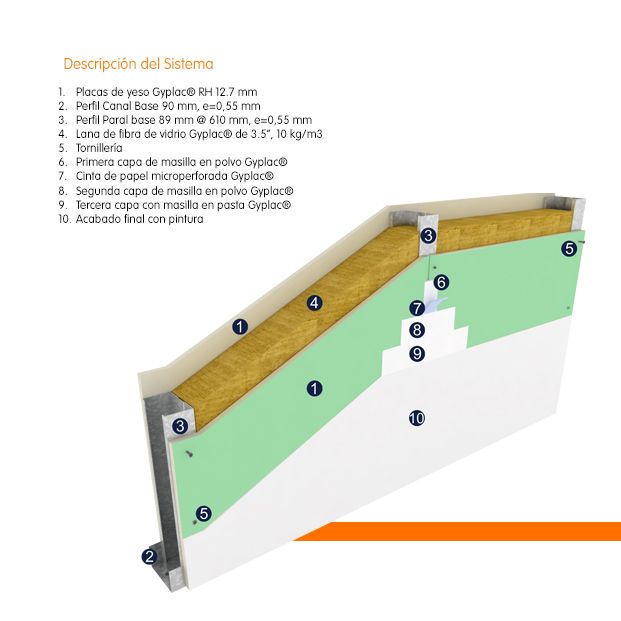 Descripción del Sistema
1. Placas de yeso Gyplac® RH 12.7 mm
2. Perfil Canal Base 90 mm, e=0,55 mm
3. Perfil Paral base 89 mm @ 610 mm, e=0,55 mm
4. Lana de fibra de vidrio Gyplac® de 3.5”, 10 kg/m3
5. Tornillería
6. Primera capa de masilla en polvo Gyplac®
7. Cinta de papel microperforada Gyplac®
8. Segunda capa de masilla en polvo Gyplac®
9. Tercera capa con masilla en pasta Gyplac®
10. Acabado final con pintura
3
5
6
4
7
1
8
9
1
10
3
5
2